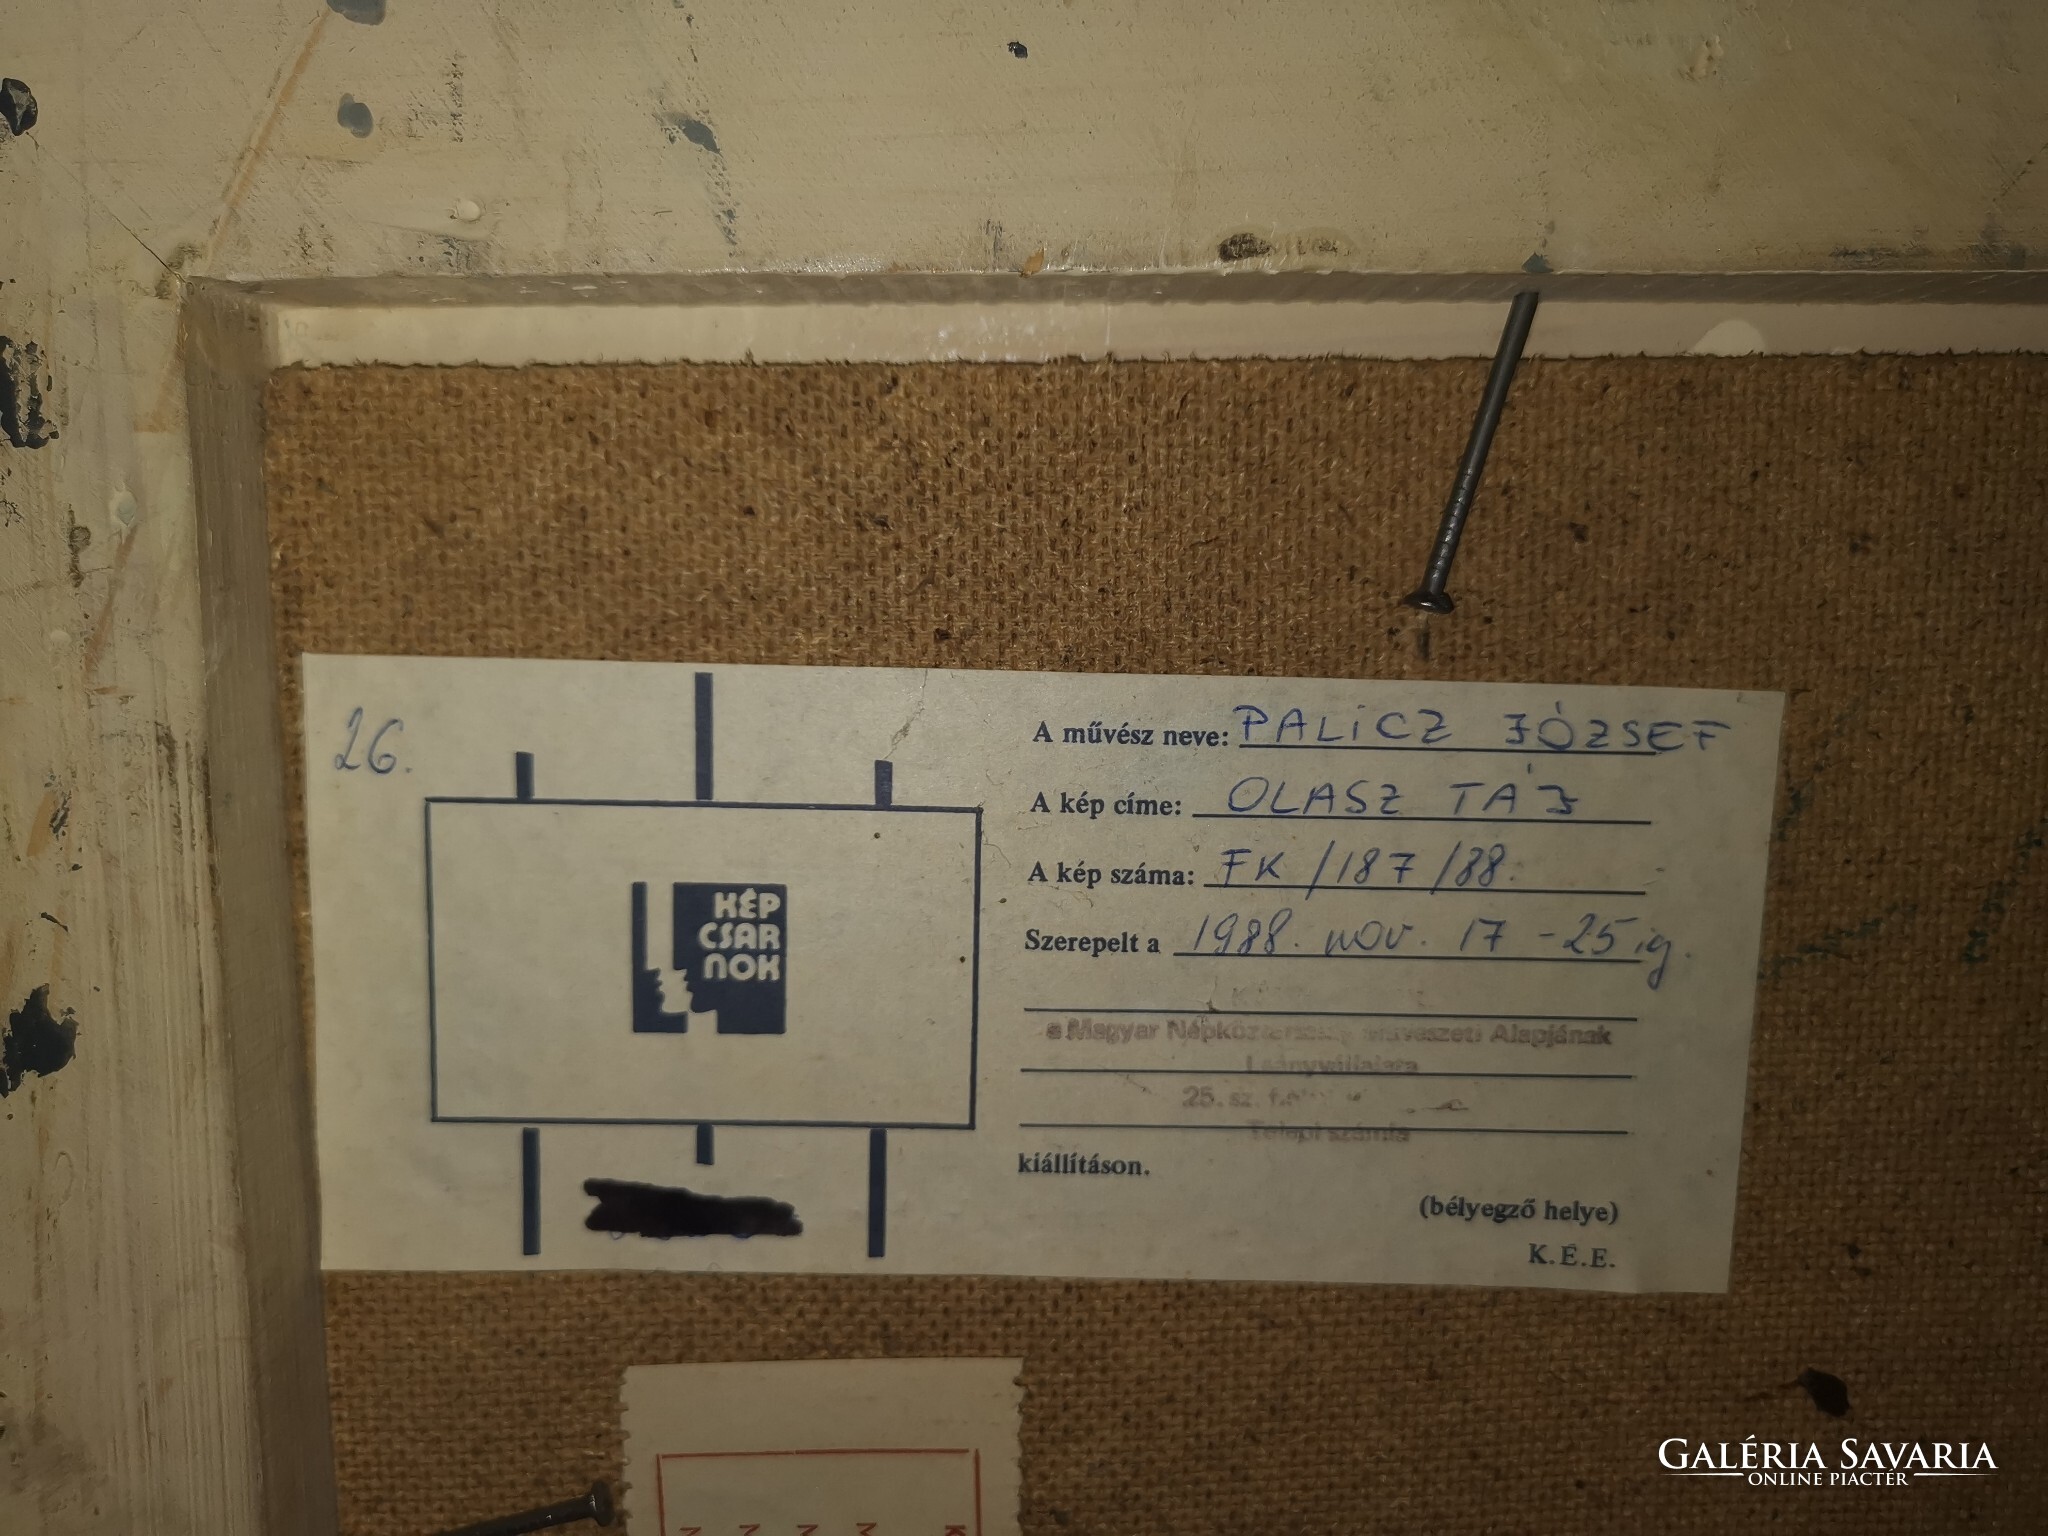 26.
KÉP
CSAR
NOK
A művész neve: PALICZ JÓZSEF
A kép címe: OLASZ TÁJ
A kép száma: FK/187/88.
Szerepelt a 1988. nov. 17-25 ig.
a Magyar Népköztársaság Művészeti Alapjának
Leányvállalata
25. sz.
Telepi számla
kiállításon.
(bélyegző helye)
K.É.E.
GALÉRIA SAVARIA
ONLINE PIACTÉR